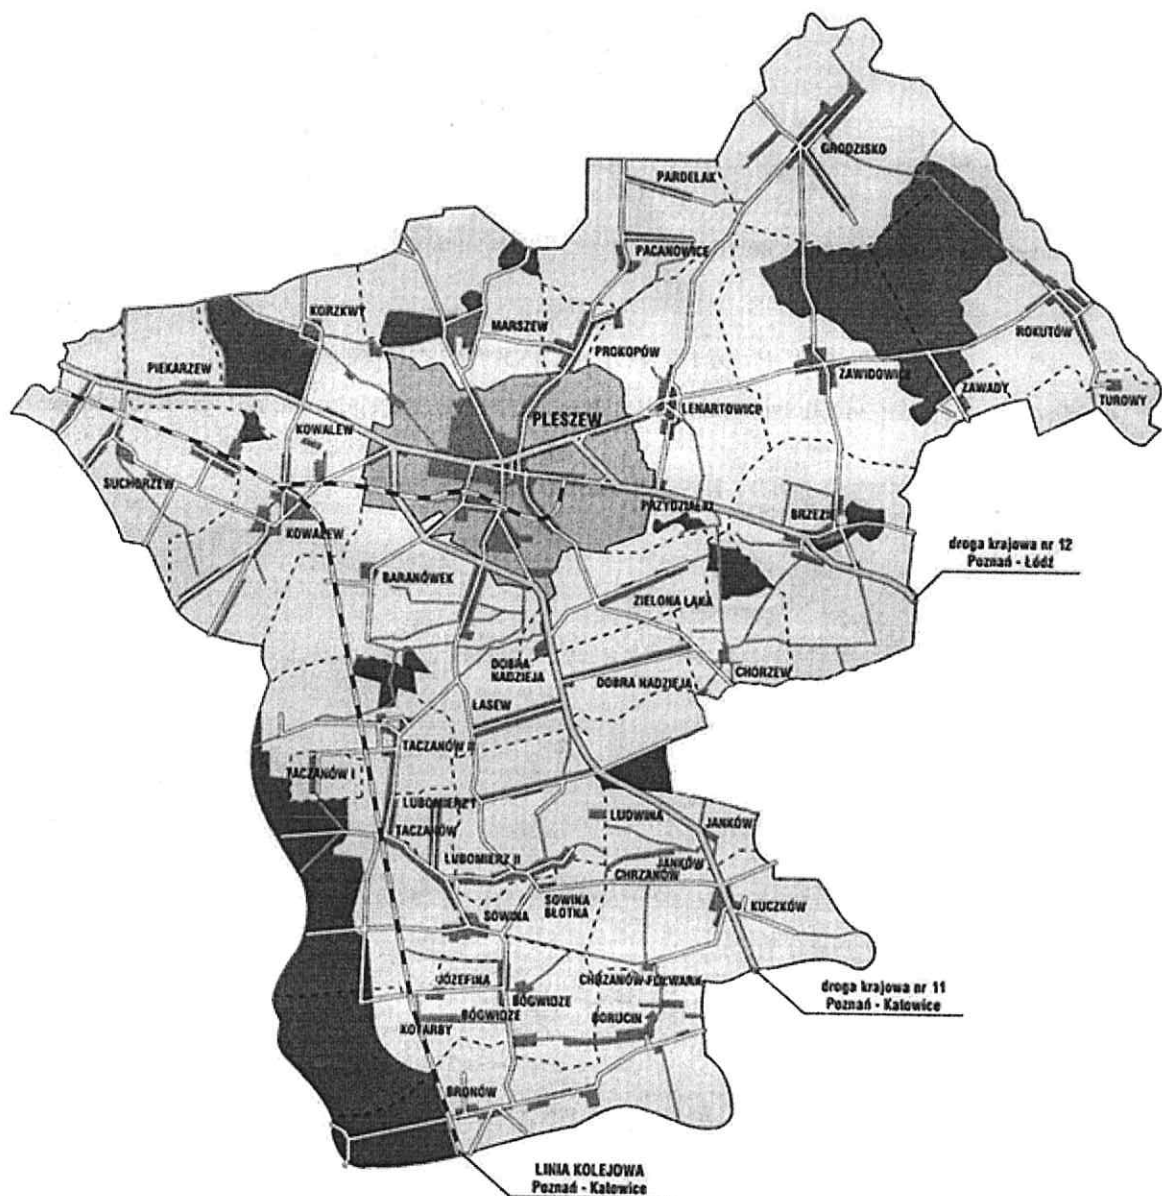 GRODZISKO
PARDELAK
PACANOWICE
KORZKWY
MARSZEW
PROKOPÓW
ROKUTÓW
PIEKARZEW
ZAWIDOWICE
ZAWADY
TUROWY
LENARTOWICE
PLESZEW
KOWALEW
SUCHORZEW
PRZYDZIAŁKI
BRZEZIE
KOWALEW
droga krajowa nr 12
Poznań - Łódź
BARANÓWEK
ZIELONA ŁĄKA
DOBRA
NADZIEJA
CHORZEW
DOBRA NADZIEJA
ŁASEW
TACZANÓW II
TACZANÓW I
LUBOMIERZ I
LUDWINA
JANKÓW
TACZANÓW
LUBOMIERZ II
JANKÓW
CHRZANÓW
SOWINA
BŁOTNA
KUCZKÓW
SOWINA
JÓZEFINA
CHRZANÓW-FOLWARK
droga krajowa nr 11
Poznań - Katowice
BÓGWIDZE
BÓGWIDZE
BORUCIN
KOTARBY
BRONÓW
LINIA KOLEJOWA
Poznań - Katowice